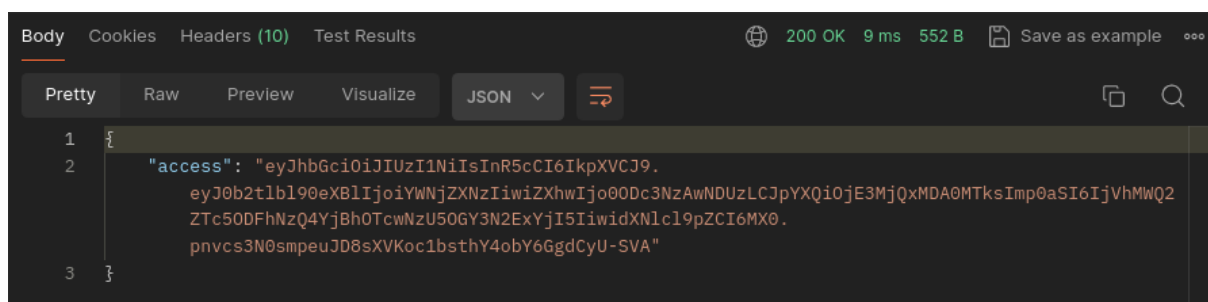 Body Cookies Headers (10) Test Results 200 OK 9 ms 552 B Save as example
Pretty Raw Preview Visualize JSON
1 {
2 "access": "eyJhbGciOiJIUzI1NiIsInR5cCI6IkpXVCJ9.
eyJ0b2tlbl90eXBlIjoiYWNjZXNzIiwiZXhwIjo0ODc3NzAwNDUzLCJpYXQiOjE3MjQxMDA0MTksImp0aSI6IjVhMWQ2
ZTc5ODFhNzQ4YjBhOTcwNzU5OGY3N2ExYjI5IiwidXNlcl9pZCI6MX0.
pnvcs3N0smpeuJD8sXVKoc1bsthY4obY6GgdCyU-SVA"
3 }